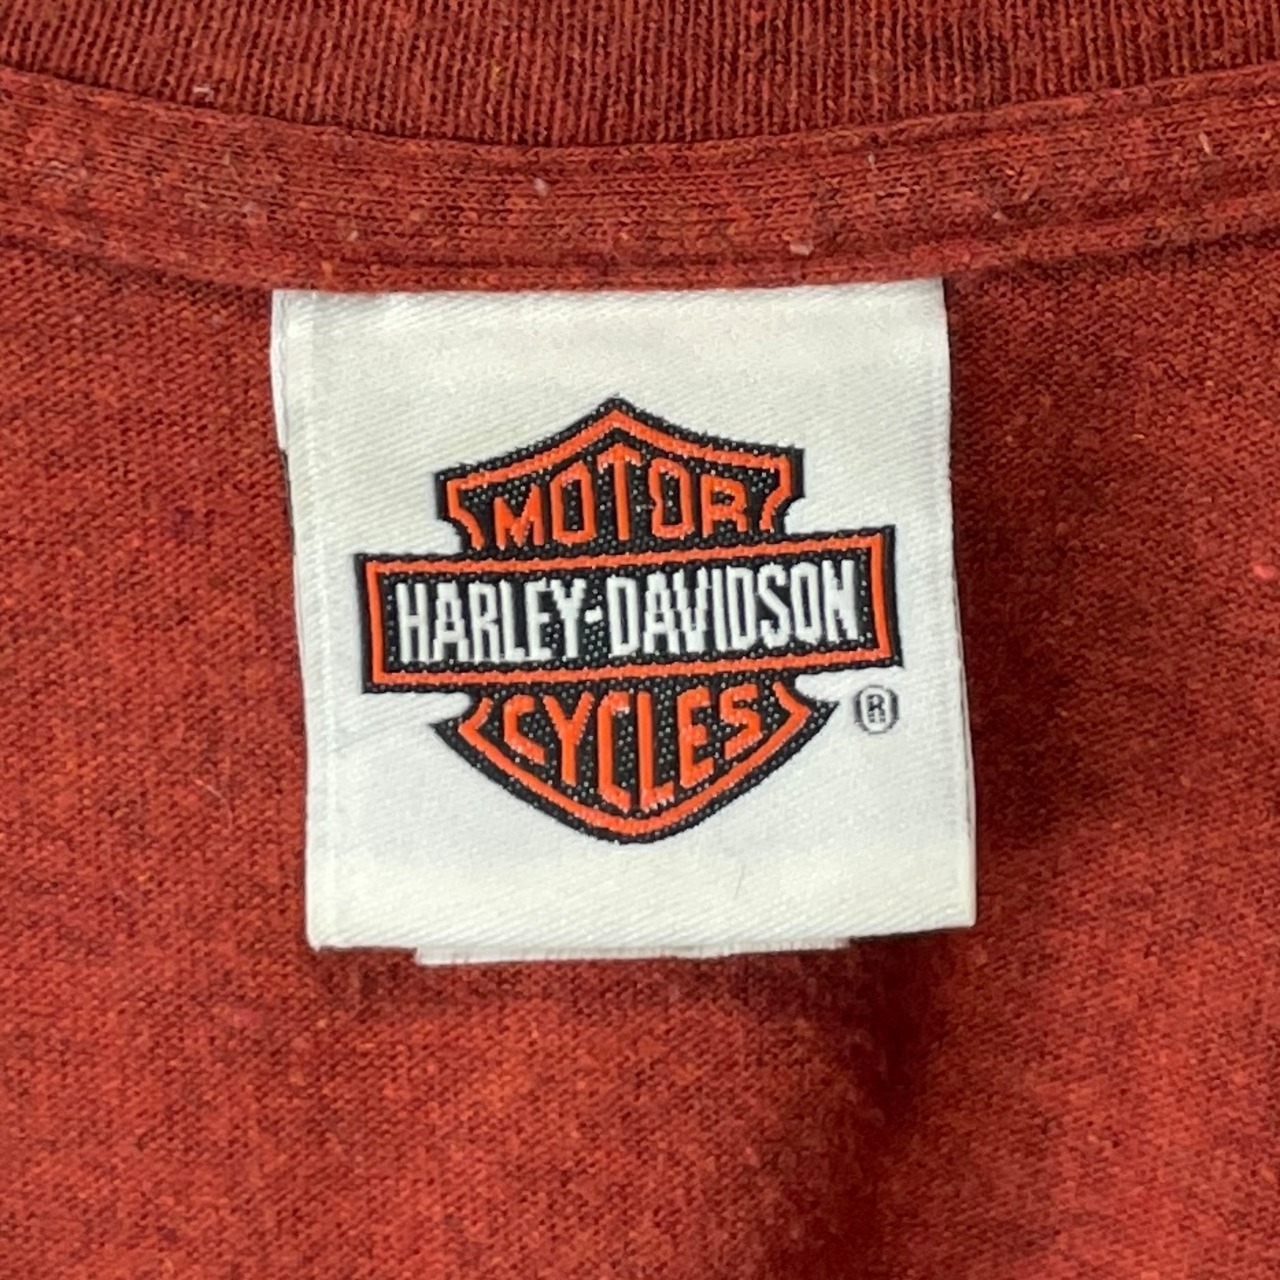 MOTOR
HARLEY-DAVIDSON
CYCLES
®